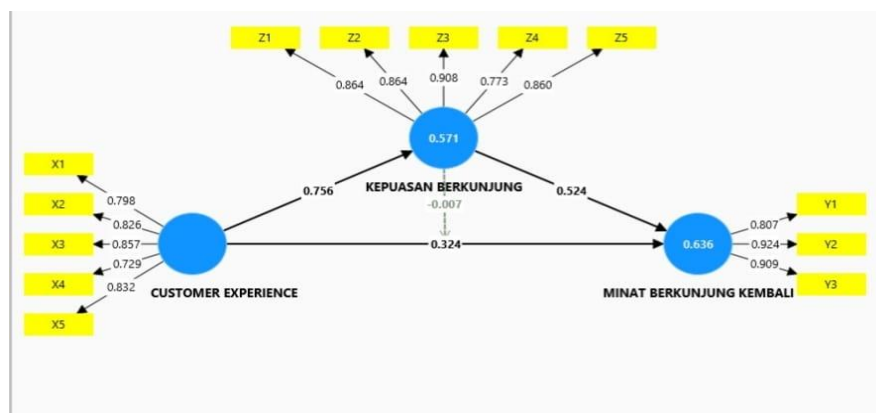 Z1 Z2 Z3 Z4 Z5
0.864 0.864 0.908 0.773 0.860
0.571
KEPUASAN BERKUNJUNG
X1
X2
X3
X4
X5
0.798
0.826
0.857
0.729
0.832
CUSTOMER EXPERIENCE
0.756
-0.007
0.524
0.324
0.636
MINAT BERKUNJUNG KEMBALI
0.807
0.924
0.909
Y1
Y2
Y3